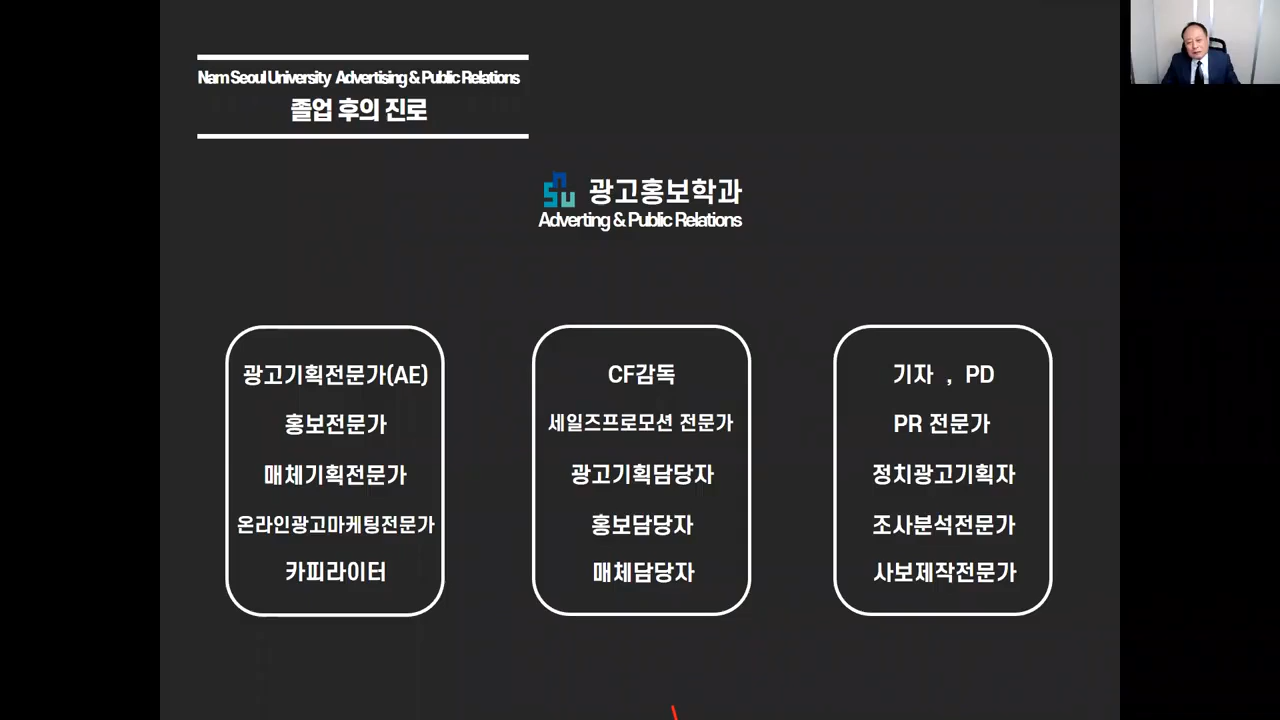 Nam Seoul University Advertising & Public Relations
졸업 후의 진로
nsu 광고홍보학과
Adverting & Public Relations
광고기획전문가(AE)
홍보전문가
매체기획전문가
온라인광고마케팅전문가
카피라이터
CF감독
세일즈프로모션 전문가
광고기획담당자
홍보담당자
매체담당자
기자 , PD
PR 전문가
정치광고기획자
조사분석전문가
사보제작전문가